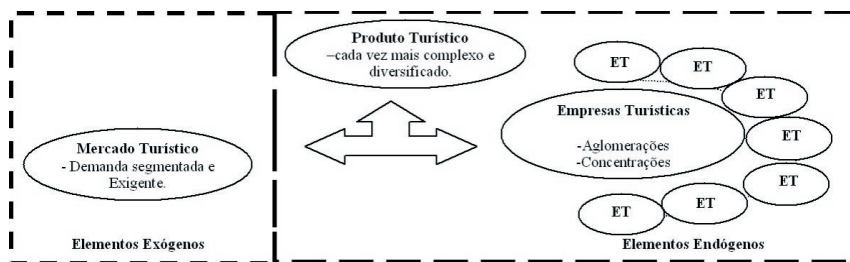 Mercado Turístico
- Demanda segmentada e
Exigente.
Elementos Exógenos
Produto Turístico
–cada vez mais complexo e
diversificado.
Empresas Turísticas
-Aglomerações
-Concentrações
ET
ET
ET
ET
ET
ET
ET
Elementos Endógenos